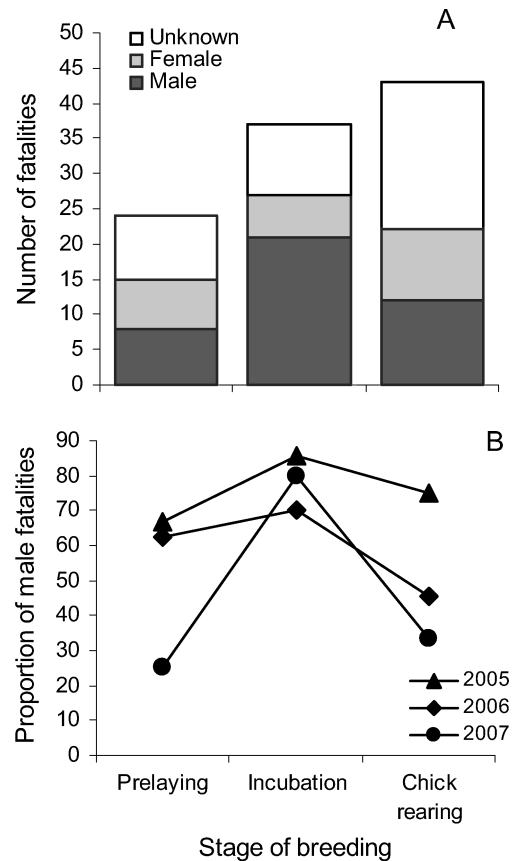 A
50
45
40
35
30
25
20
15
10
5
0
Number of fatalities
Unknown
Female
Male
B
90
80
70
60
50
40
30
20
10
0
Proportion of male fatalities
2005
2006
2007
Prelaying
Incubation
Chick
rearing
Stage of breeding